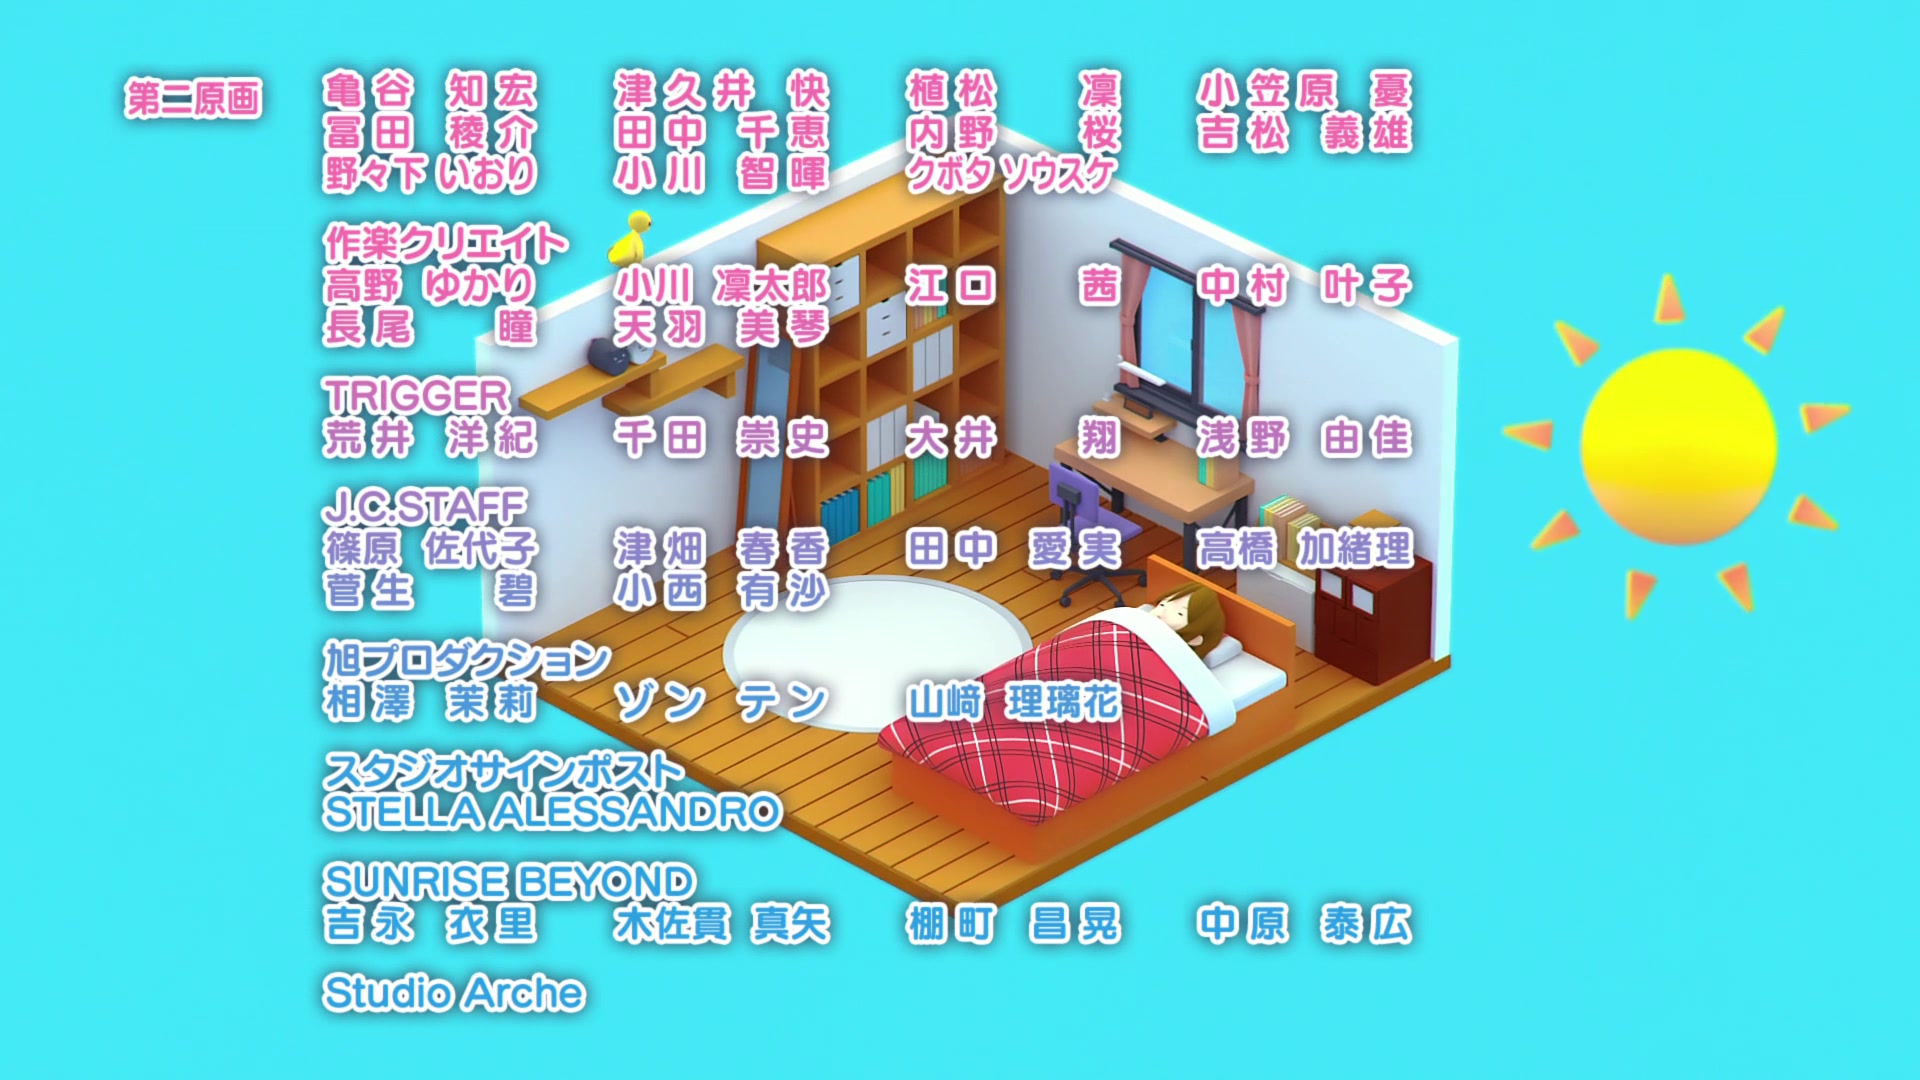 第二原画 亀谷 知宏 津久井 快 植松 凛 小笠原 憂
冨田 稜介 田中 千恵 内野 桜 吉松 義雄
野々下 いおり 小川 智暉 クボタ ソウスケ
作楽クリエイト
高野 ゆかり 小川 凛太郎 江口 茜 中村 叶子
長尾 瞳 天羽 美琴
TRIGGER
荒井 洋紀 千田 崇史 大井 翔 浅野 由佳
J.C.STAFF
篠原 佐代子 津畑 春香 田中 愛実 高橋 加緒理
菅生 碧 小西 有沙
旭プロダクション
相澤 茉莉 ゾン テン 山﨑 理璃花
スタジオサインポスト
STELLA ALESSANDRO
SUNRISE BEYOND
吉永 衣里 木佐貫 真矢 棚町 昌晃 中原 泰広
Studio Arche